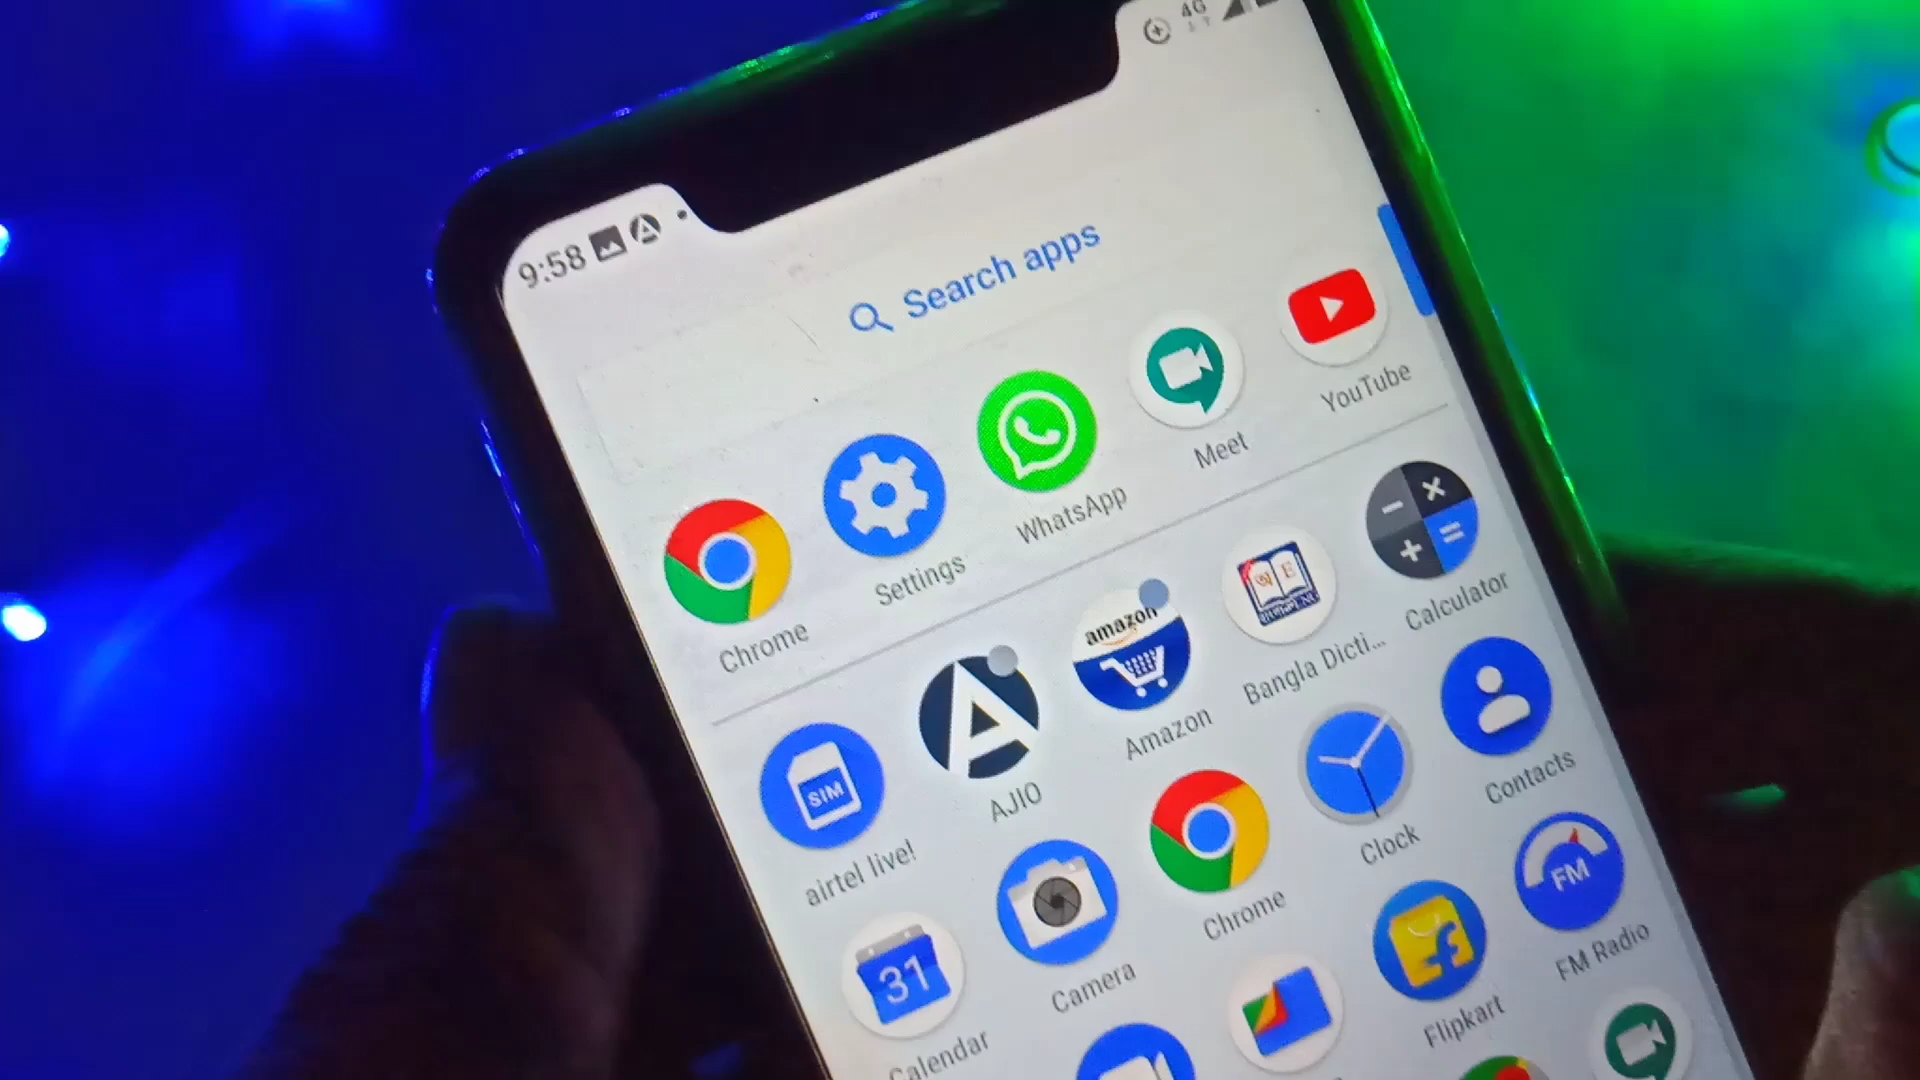 9:58
4G
Search apps
Chrome
Settings
WhatsApp
Meet
YouTube
SIM
airtel live!
AJIO
amazon
Amazon
অ E
Bangla Dicti...
Calculator
31
Calendar
Camera
Chrome
Clock
Contacts
Flipkart
FM
FM Radio